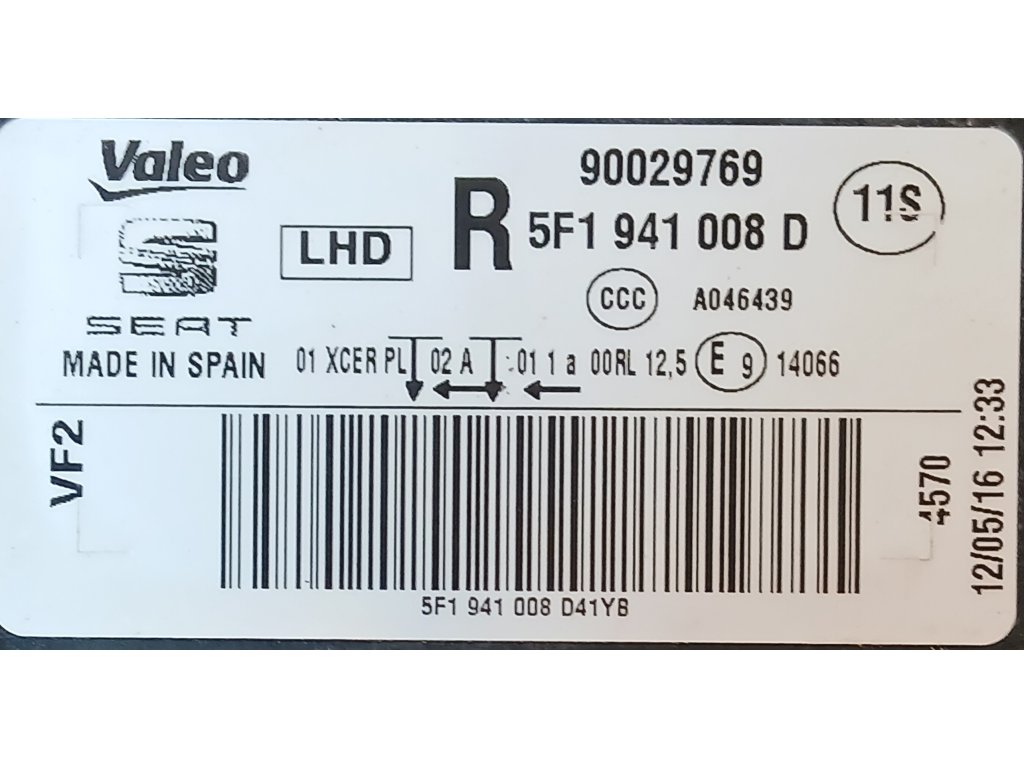 Valeo
SEAT
MADE IN SPAIN
LHD
R
90029769
5F1 941 008 D
11S
CCC A046439
01 XCER PL 02 A 01 1 a 00RL 12,5 E 9 14066
VF2
4570
12/05/16 12:33
5F1 941 008 D41YB